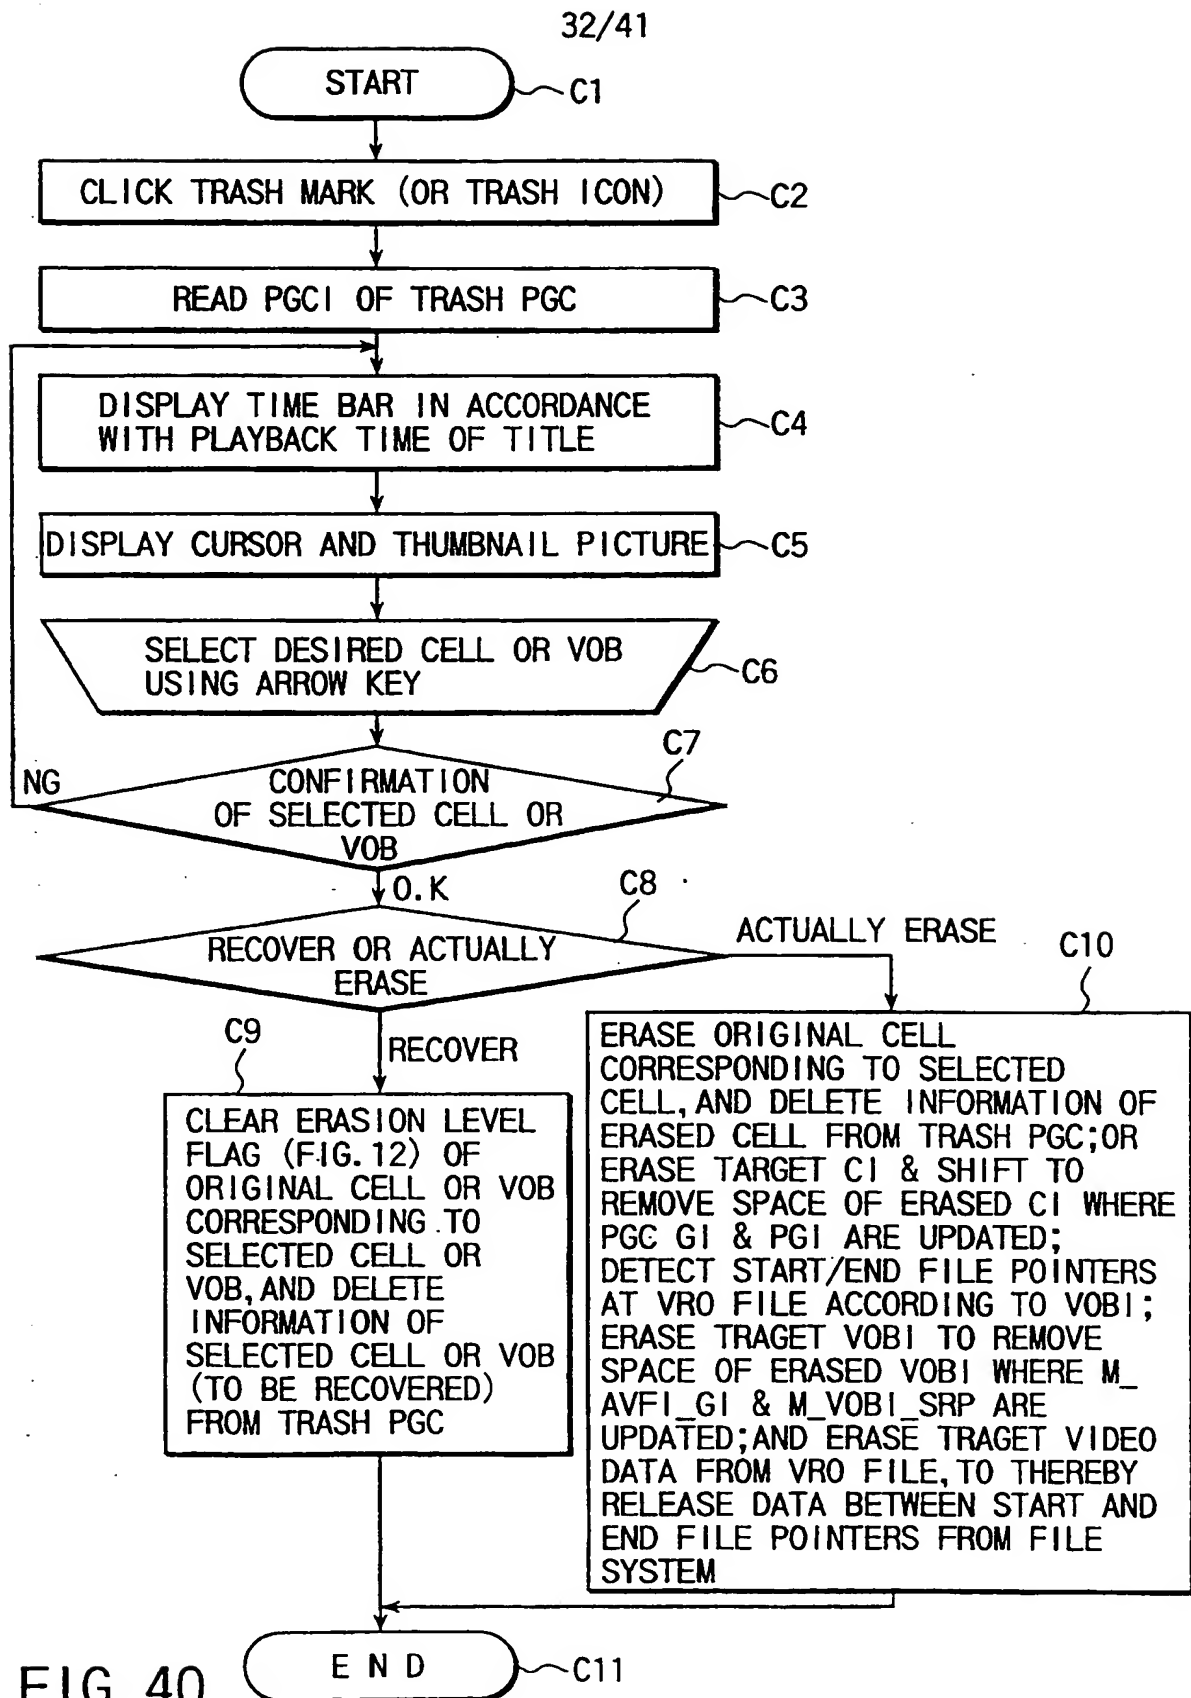 32/41
START
C1
CLICK TRASH MARK (OR TRASH ICON)
C2
READ PGCI OF TRASH PGC
C3
DISPLAY TIME BAR IN ACCORDANCE
WITH PLAYBACK TIME OF TITLE
C4
DISPLAY CURSOR AND THUMBNAIL PICTURE
C5
SELECT DESIRED CELL OR VOB
USING ARROW KEY
C6
C7
NG
CONFIRMATION
OF SELECTED CELL OR
VOB
O.K
C8
RECOVER OR ACTUALLY
ERASE
ACTUALLY ERASE
C10
C9
RECOVER
CLEAR ERASION LEVEL
FLAG (FIG.12) OF
ORIGINAL CELL OR VOB
CORRESPONDING TO
SELECTED CELL OR
VOB, AND DELETE
INFORMATION OF
SELECTED CELL OR VOB
(TO BE RECOVERED)
FROM TRASH PGC
ERASE ORIGINAL CELL
CORRESPONDING TO SELECTED
CELL, AND DELETE INFORMATION OF
ERASED CELL FROM TRASH PGC;OR
ERASE TARGET CI & SHIFT TO
REMOVE SPACE OF ERASED CI WHERE
PGC GI & PGI ARE UPDATED;
DETECT START/END FILE POINTERS
AT VRO FILE ACCORDING TO VOBI;
ERASE TRAGET VOBI TO REMOVE
SPACE OF ERASED VOBI WHERE M_
AVFI_GI & M_VOBI_SRP ARE
UPDATED;AND ERASE TRAGET VIDEO
DATA FROM VRO FILE, TO THEREBY
RELEASE DATA BETWEEN START AND
END FILE POINTERS FROM FILE
SYSTEM
END
C11
FIG. 40